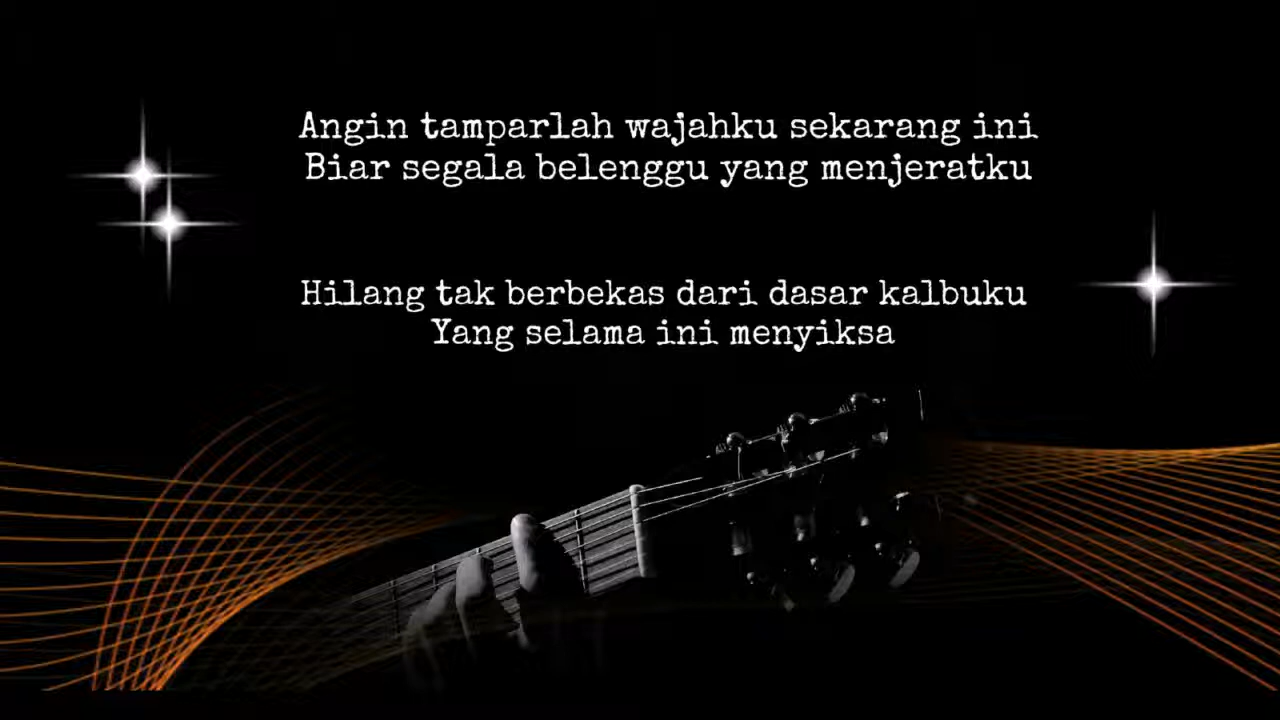 Angin tamparlah wajahku sekarang ini
Biar segala belenggu yang menjeratku
Hilang tak berbekas dari dasar kalbuku
Yang selama ini menyiksa